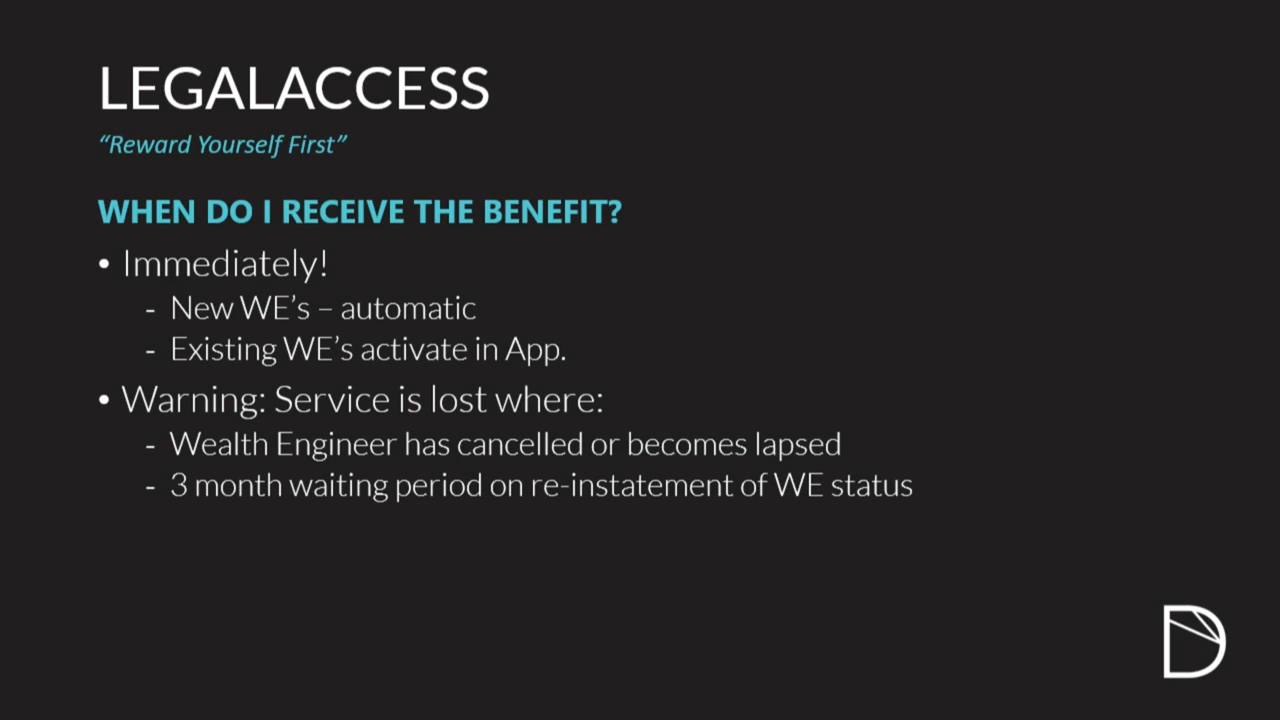 LEGALACCESS
“Reward Yourself First”
WHEN DO I RECEIVE THE BENEFIT?
• Immediately!
- New WE’s – automatic
- Existing WE’s activate in App.
• Warning: Service is lost where:
- Wealth Engineer has cancelled or becomes lapsed
- 3 month waiting period on re-instatement of WE status